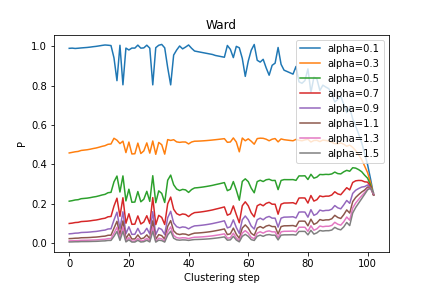 Ward
1.0
0.8
0.6
0.4
0.2
0.0
P
alpha=0.1
alpha=0.3
alpha=0.5
alpha=0.7
alpha=0.9
alpha=1.1
alpha=1.3
alpha=1.5
0 20 40 60 80 100
Clustering step